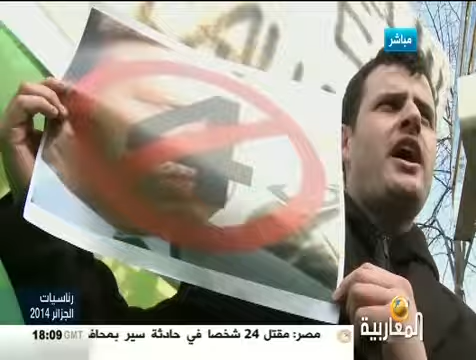 مباشر
4
رئاسيات
الجزائر 2014
المغاربية
18:09 GMT
مصر: مقتل 24 شخصا في حادثة سير بمحاف